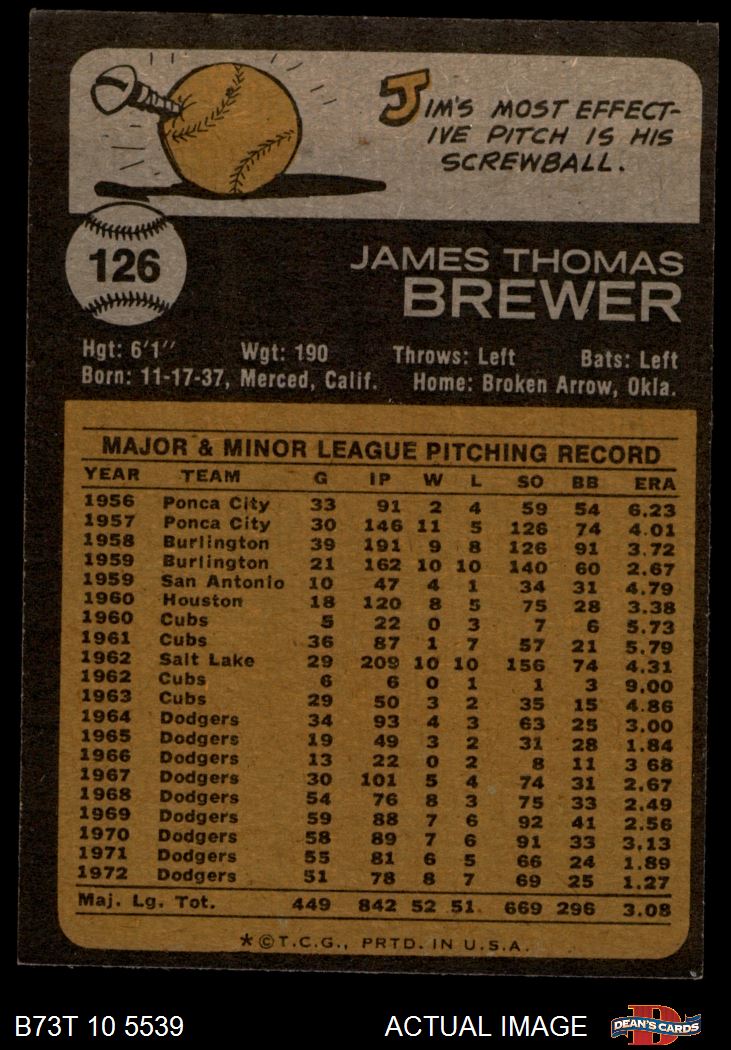 JIM'S MOST EFFECT-
IVE PITCH IS HIS
SCREWBALL.
126
JAMES THOMAS
BREWER
Hgt: 6'1″ Wgt: 190 Throws: Left Bats: Left
Born: 11-17-37, Merced, Calif. Home: Broken Arrow, Okla.
MAJOR & MINOR LEAGUE PITCHING RECORD
YEAR TEAM G IP W L SO BB ERA
1956 Ponca City 33 91 2 4 59 54 6.23
1957 Ponca City 30 146 11 5 126 74 4.01
1958 Burlington 39 191 9 8 126 91 3.72
1959 Burlington 21 162 10 10 140 60 2.67
1959 San Antonio 10 47 4 1 34 31 4.79
1960 Houston 18 120 8 5 75 28 3.38
1960 Cubs 5 22 0 3 7 6 5.73
1961 Cubs 36 87 1 7 57 21 5.79
1962 Salt Lake 29 209 10 10 156 74 4.31
1962 Cubs 6 6 0 1 1 3 9.00
1963 Cubs 29 50 3 2 35 15 4.86
1964 Dodgers 34 93 4 3 63 25 3.00
1965 Dodgers 19 49 3 2 31 28 1.84
1966 Dodgers 13 22 0 2 8 11 3 68
1967 Dodgers 30 101 5 4 74 31 2.67
1968 Dodgers 54 76 8 3 75 33 2.49
1969 Dodgers 59 88 7 6 92 41 2.56
1970 Dodgers 58 89 7 6 91 33 3.13
1971 Dodgers 55 81 6 5 66 24 1.89
1972 Dodgers 51 78 8 7 69 25 1.27
Maj. Lg. Tot. 449 842 52 51 669 296 3.08
*©T.C.G., PRTD. IN U.S.A.
B73T 10 5539 ACTUAL IMAGE
D
DEAN'S CARDS